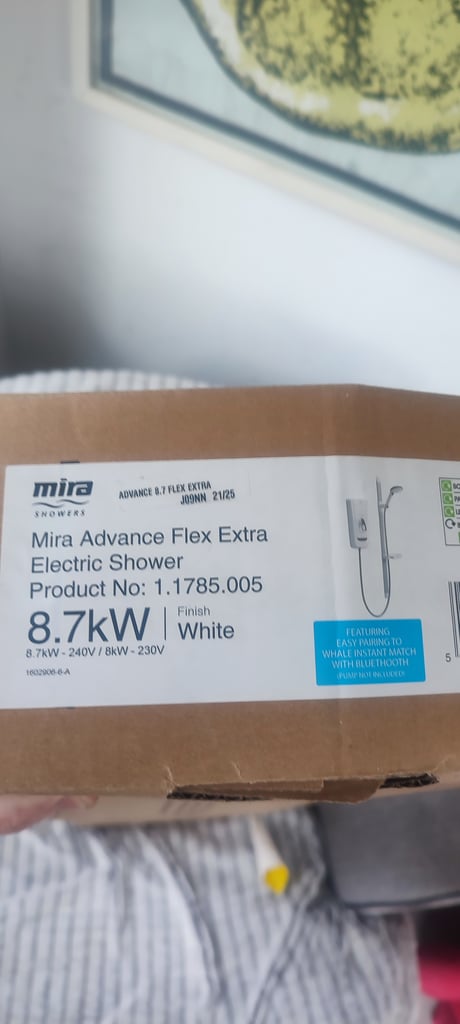 mira
SHOWERS
ADVANCE 8.7 FLEX EXTRA
J09NN 21/25
Mira Advance Flex Extra
Electric Shower
Product No: 1.1785.005
8.7kW
Finish
White
8.7kW - 240V / 8kW - 230V
1602906-6-A
FEATURING
EASY PAIRING TO
WHALE INSTANT MATCH
WITH BLUETHOOTH
(PUMP NOT INCLUDED)
5